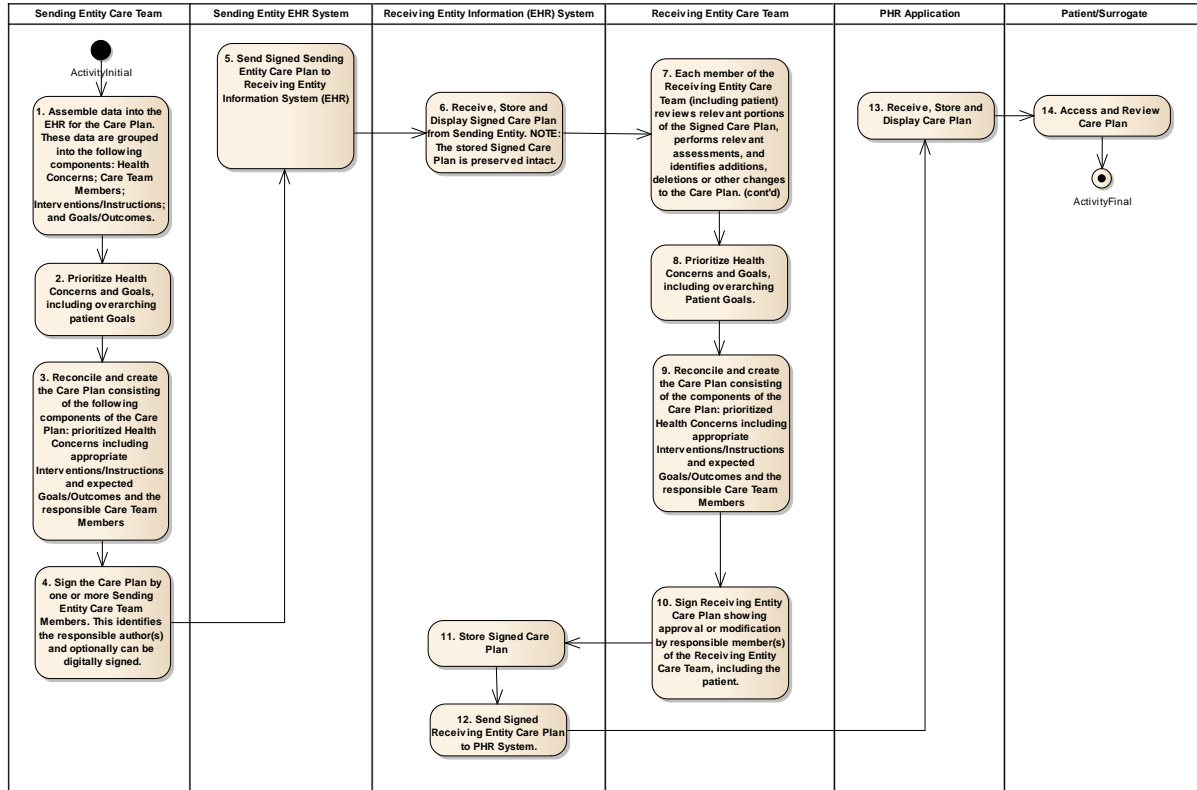 Sending Entity Care Team
Sending Entity EHR System
Receiving Entity Information (EHR) System
Receiving Entity Care Team
PHR Application
Patient/Surrogate
ActivityInitial
1. Assemble data into the
EHR for the Care Plan.
These data are grouped
into the following
components: Health
Concerns; Care Team
Members;
Interventions/Instructions;
and Goals/Outcomes.
2. Prioritize Health
Concerns and Goals,
including overarching
patient Goals
3. Reconcile and create
the Care Plan consisting
of the following
components of the Care
Plan: prioritized Health
Concerns including
appropriate
Interventions/Instructions
and expected
Goals/Outcomes and the
responsible Care Team
Members
4. Sign the Care Plan by
one or more Sending
Entity Care Team
Members. This identifies
the responsible author(s)
and optionally can be
digitally signed.
5. Send Signed Sending
Entity Care Plan to
Receiving Entity
Information System (EHR)
6. Receive, Store and
Display Signed Care Plan
from Sending Entity. NOTE:
The stored Signed Care
Plan is preserved intact.
7. Each member of the
Receiving Entity Care
Team (including patient)
reviews relevant portions
of the Signed Care Plan,
performs relevant
assessments, and
identifies additions,
deletions or other changes
to the Care Plan. (cont'd)
8. Prioritize Health
Concerns and Goals,
including overarching
Patient Goals.
9. Reconcile and create
the Care Plan consisting
of the components of the
Care Plan: prioritized
Health Concerns including
appropriate
Interventions/Instructions
and expected
Goals/Outcomes and the
responsible Care Team
Members
10. Sign Receiving Entity
Care Plan showing
approval or modification
by responsible member(s)
of the Receiving Entity
Care Team, including the
patient.
11. Store Signed Care
Plan
12. Send Signed
Receiving Entity Care Plan
to PHR System.
13. Receive, Store and
Display Care Plan
14. Access and Review
Care Plan
ActivityFinal